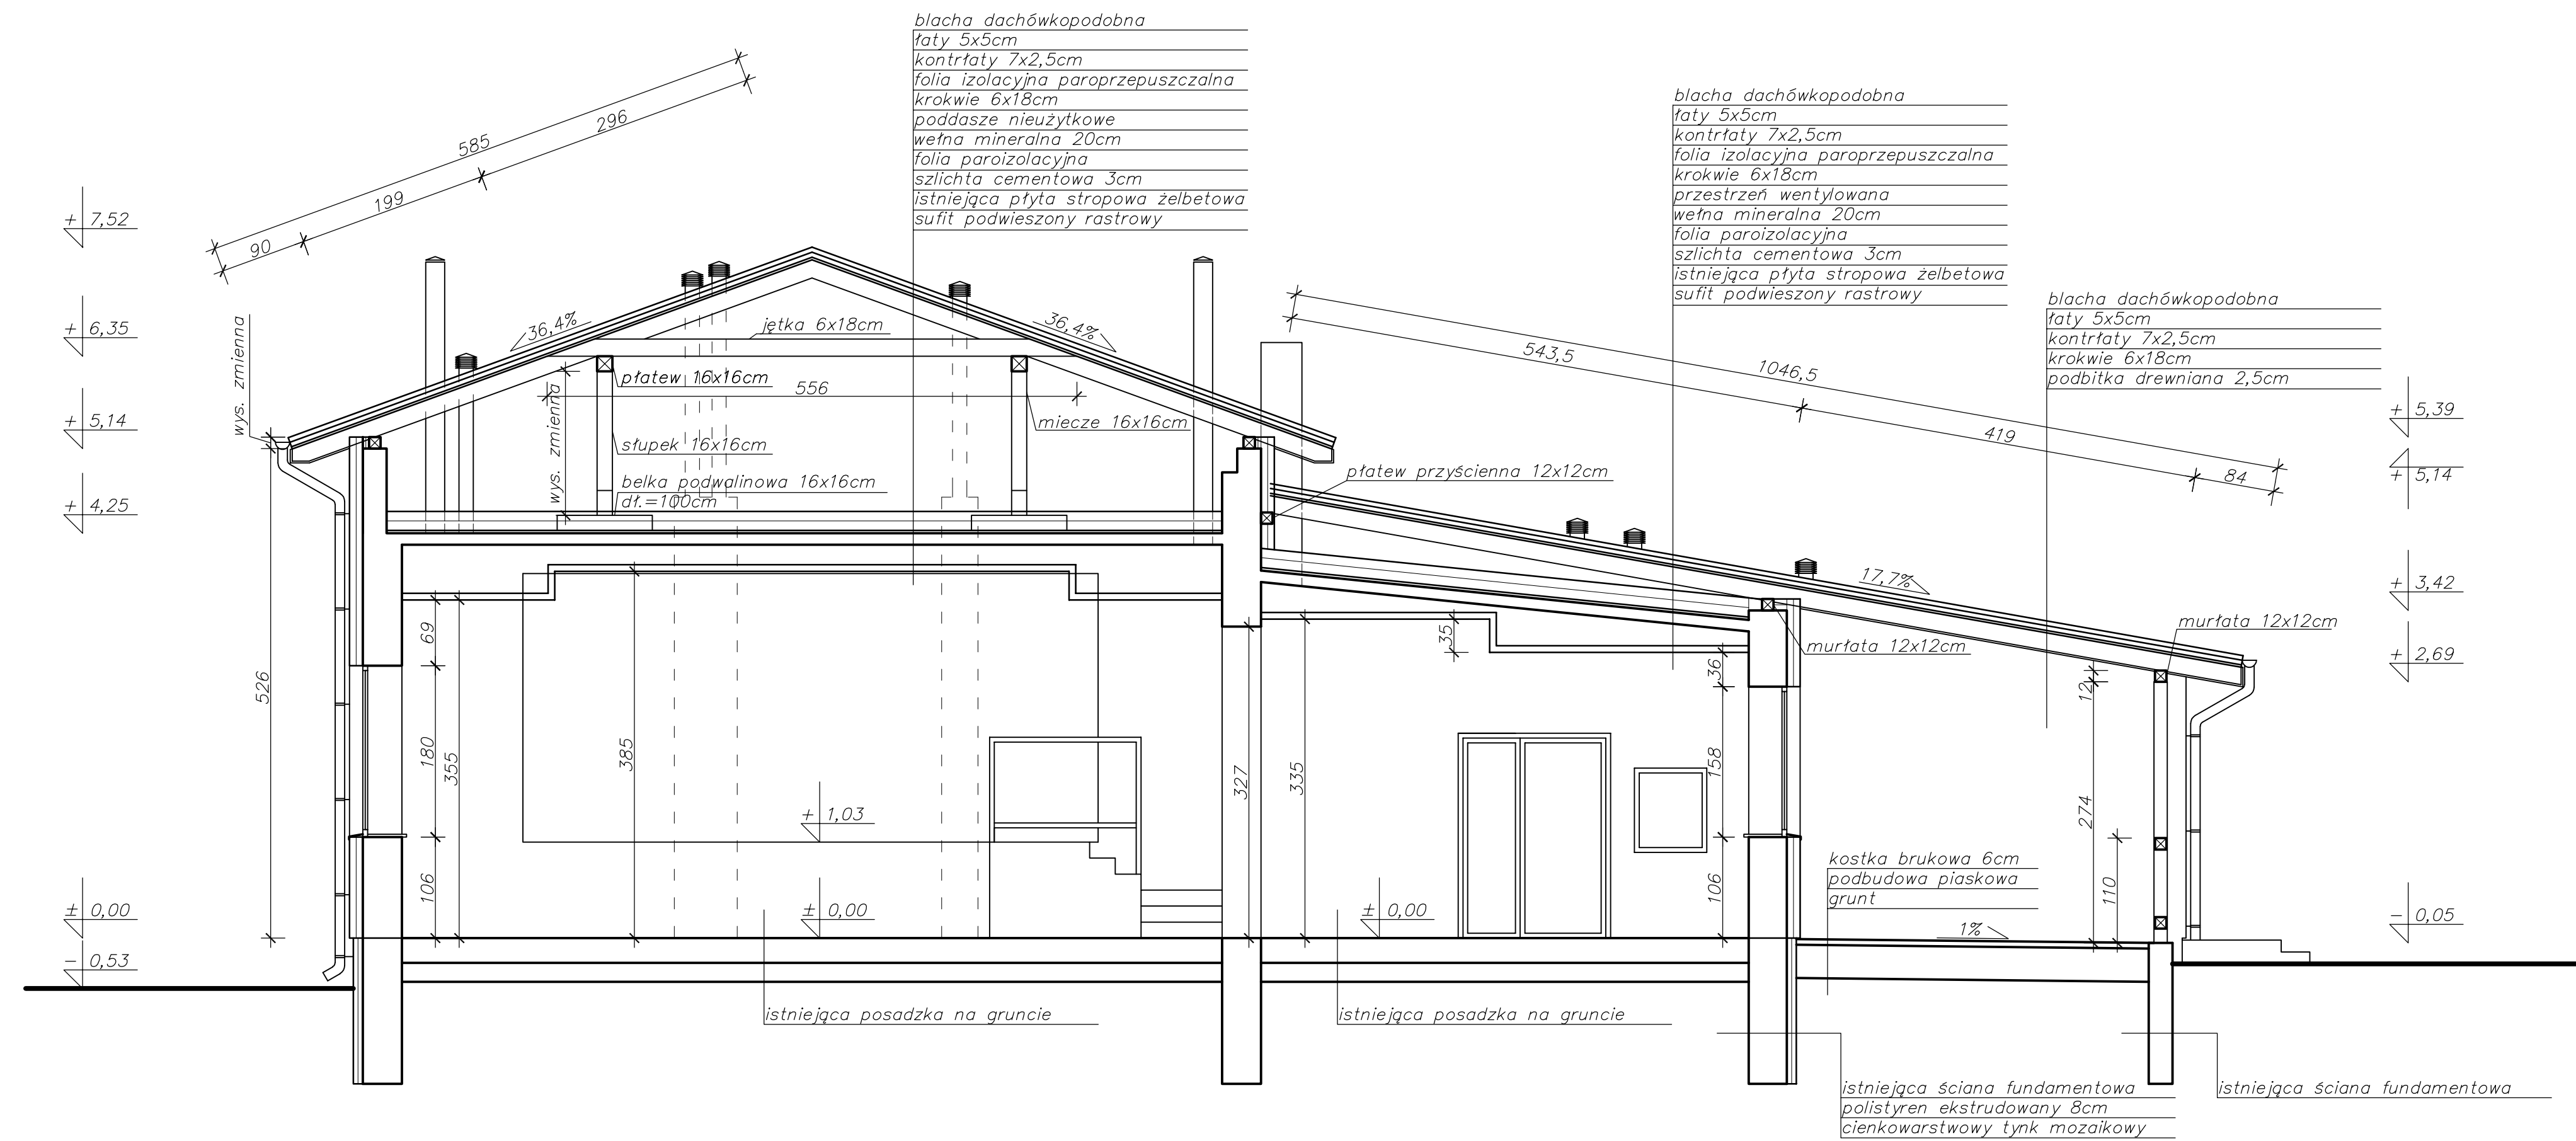 blacha dachówkopodobna
łaty 5x5cm
kontrłaty 7x2,5cm
folia izolacyjna paroprzepuszczalna
krokwie 6x18cm
poddasze nieużytkowe
wełna mineralna 20cm
folia paroizolacyjna
szlichta cementowa 3cm
istniejąca płyta stropowa żelbetowa
sufit podwieszony rastrowy
blacha dachówkopodobna
łaty 5x5cm
kontrłaty 7x2,5cm
folia izolacyjna paroprzepuszczalna
krokwie 6x18cm
przestrzeń wentylowana
wełna mineralna 20cm
folia paroizolacyjna
szlichta cementowa 3cm
istniejąca płyta stropowa żelbetowa
sufit podwieszony rastrowy
blacha dachówkopodobna
łaty 5x5cm
kontrłaty 7x2,5cm
krokwie 6x18cm
podbitka drewniana 2,5cm
585
296
199
90
+ 7,52
+ 6,35
+ 5,14
+ 4,25
± 0,00
- 0,53
wys. zmienna
36,4%
36,4%
jętka 6x18cm
płatew 16x16cm
556
wys. zmienna
miecze 16x16cm
słupek 16x16cm
belka podwalinowa 16x16cm
dł.=100cm
płatew przyścienna 12x12cm
543,5
1046,5
419
84
17,7%
murłata 12x12cm
murłata 12x12cm
+ 5,39
+ 5,14
+ 3,42
+ 2,69
- 0,05
526
69
180
106
355
385
+ 1,03
± 0,00
327
335
35
± 0,00
36
158
106
12
274
110
kostka brukowa 6cm
podbudowa piaskowa
grunt
1%
istniejąca posadzka na gruncie
istniejąca posadzka na gruncie
istniejąca ściana fundamentowa
polistyren ekstrudowany 8cm
cienkowarstwowy tynk mozaikowy
istniejąca ściana fundamentowa